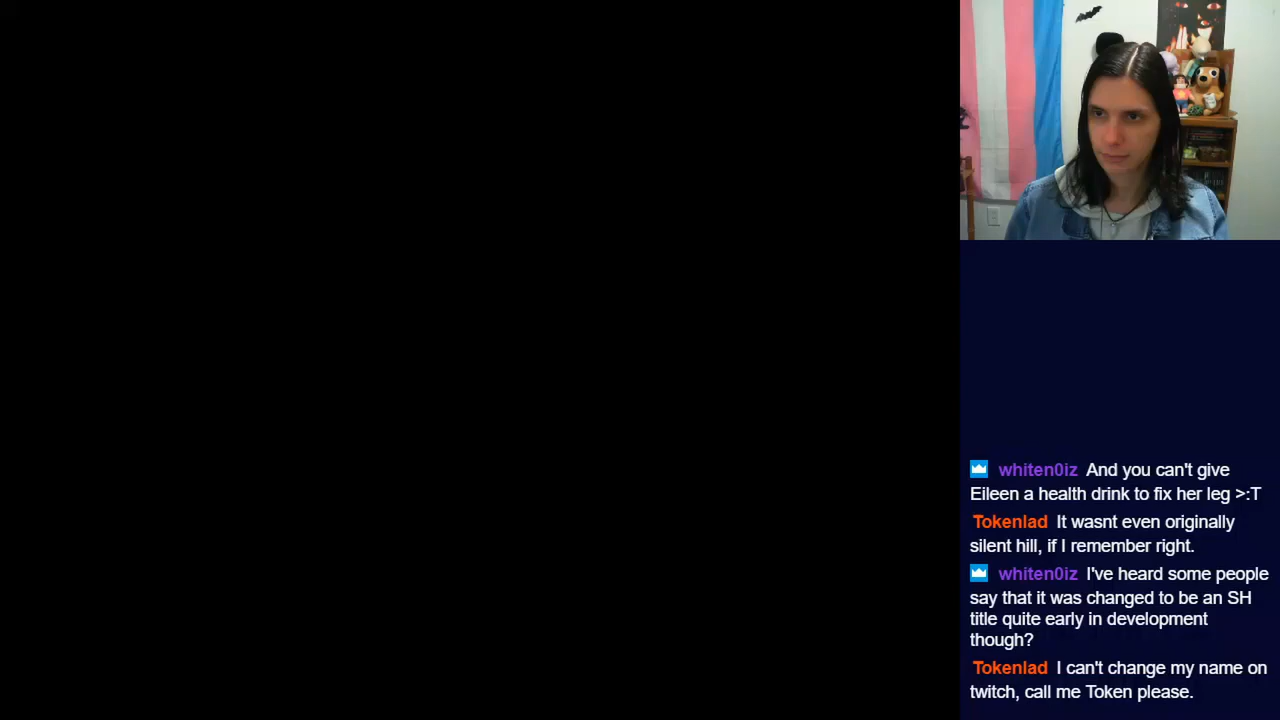 whiten0iz And you can't give
Eileen a health drink to fix her leg >:T
Tokenlad It wasnt even originally
silent hill, if I remember right.
whiten0iz I've heard some people
say that it was changed to be an SH
title quite early in development
though?
Tokenlad I can't change my name on
twitch, call me Token please.